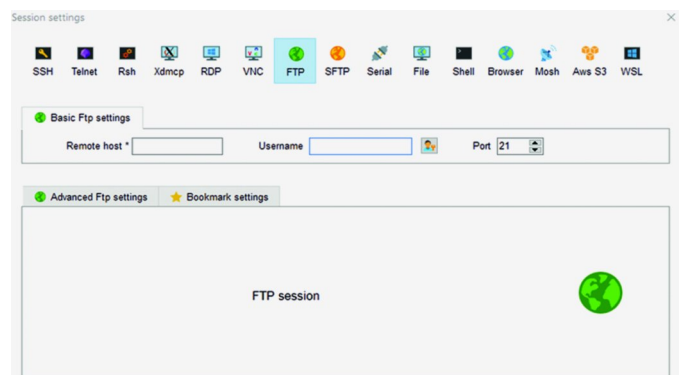 Session settings
SSH Telnet Rsh Xdmcp RDP VNC FTP SFTP Serial File Shell Browser Mosh Aws S3 WSL
Basic Ftp settings
Remote host * Username Port 21
Advanced Ftp settings Bookmark settings
FTP session